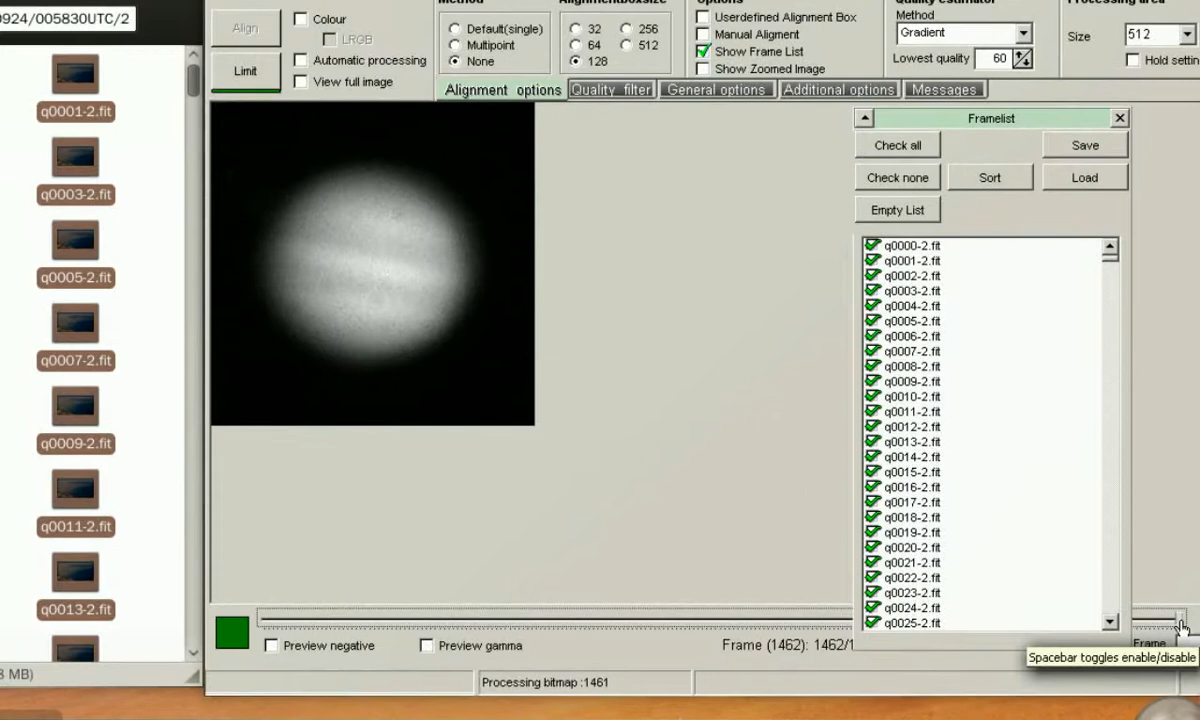 0924/005830UTC/2
q0001-2.fit
q0003-2.fit
q0005-2.fit
q0007-2.fit
q0009-2.fit
q0011-2.fit
q0013-2.fit
MB)
Align
Limit
Colour
LRGB
Automatic processing
View full image
Method
Default(single)
Multipoint
None
Alignmentboxsize
32
256
64
512
128
Options
Userdefined Alignment Box
Manual Aligment
Show Frame List
Show Zoomed Image
Quality estimator
Method
Gradient
Lowest quality
60
Processing area
Size
512
Hold settin
Alignment options
Quality filter
General options
Additional options
Messages
Framelist
Check all
Save
Check none
Sort
Load
Empty List
q0000-2.fit
q0001-2.fit
q0002-2.fit
q0003-2.fit
q0004-2.fit
q0005-2.fit
q0006-2.fit
q0007-2.fit
q0008-2.fit
q0009-2.fit
q0010-2.fit
q0011-2.fit
q0012-2.fit
q0013-2.fit
q0014-2.fit
q0015-2.fit
q0016-2.fit
q0017-2.fit
q0018-2.fit
q0019-2.fit
q0020-2.fit
q0021-2.fit
q0022-2.fit
q0023-2.fit
q0024-2.fit
q0025-2.fit
Preview negative
Preview gamma
Frame (1462): 1462/1
Frame
Spacebar toggles enable/disable
Processing bitmap :1461